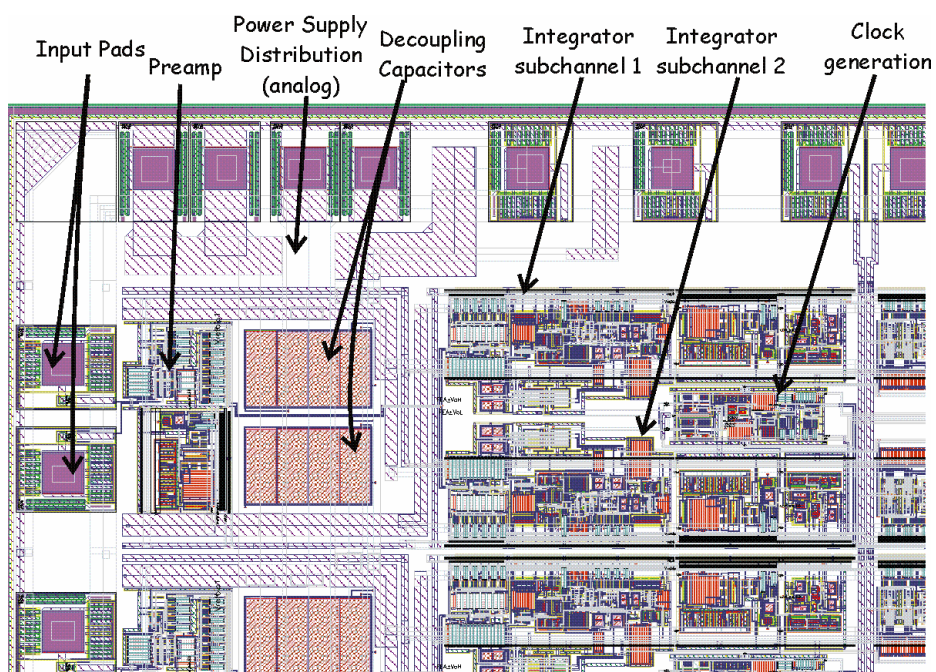 Input Pads
Preamp
Power Supply
Distribution
(analog)
Decoupling
Capacitors
Integrator
subchannel 1
Integrator
subchannel 2
Clock
generation